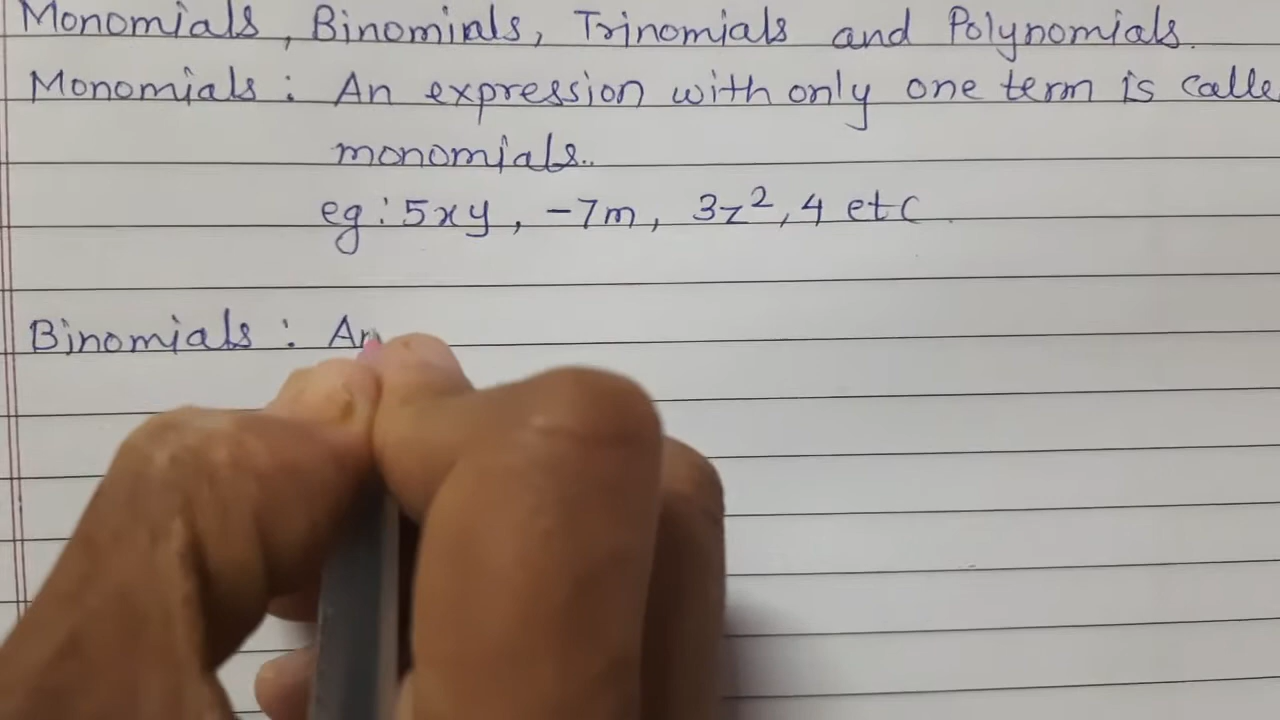 Monomials, Binomials, Trinomials and Polynomials.
Monomials : An expression with only one term is calle
monomials..
eg : 5xy, -7m, 3z², 4 etc
Binomials : An